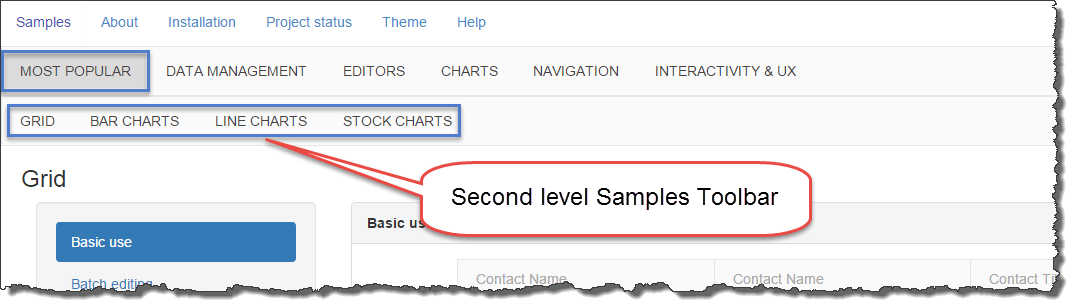 Samples About Installation Project status Theme Help
MOST POPULAR DATA MANAGEMENT EDITORS CHARTS NAVIGATION INTERACTIVITY & UX
GRID BAR CHARTS LINE CHARTS STOCK CHARTS
Grid
Second level Samples Toolbar
Basic use
Basic
Batch editing
Contact Name Contact Name Contact